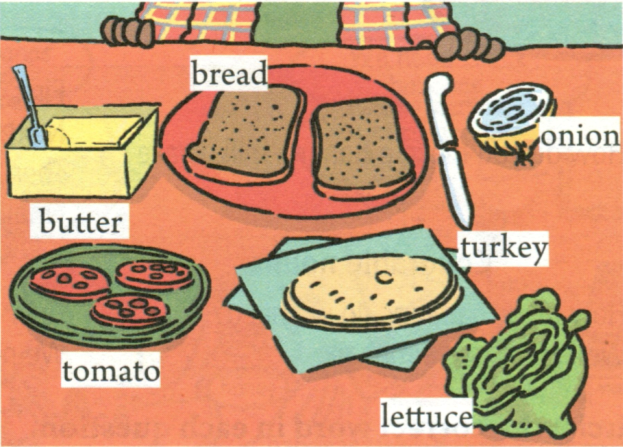 bread
onion
butter
turkey
tomato
lettuce